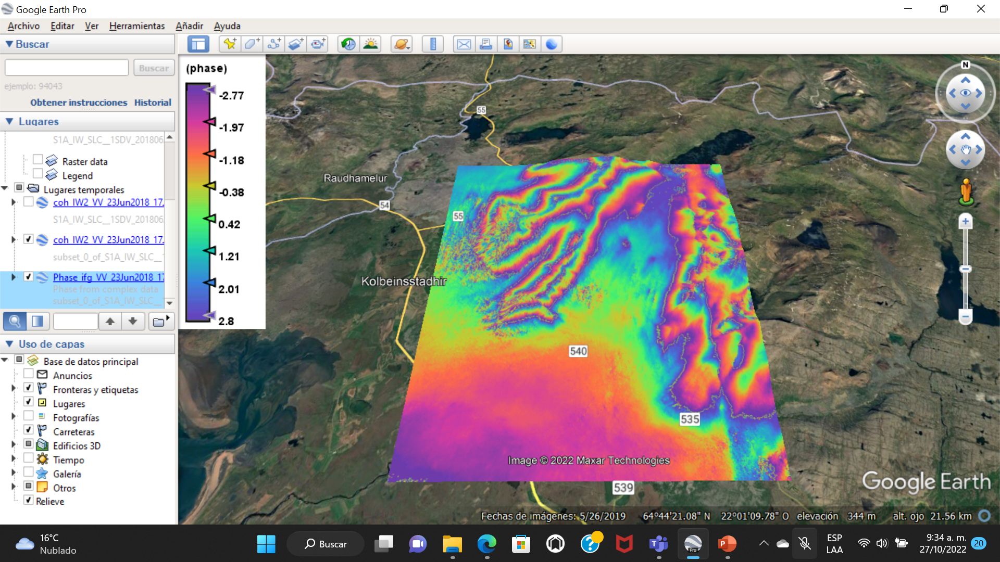 Google Earth Pro
Archivo Editar Ver Herramientas Añadir Ayuda
Buscar
Buscar
ejemplo: 94043
Obtener instrucciones Historial
Lugares
S1A_IW_SLC__1SDV_201806
Raster data
Legend
Lugares temporales
coh_IW2_VV_23Jun2018_17
S1A_IW_SLC__1SDV_201806
coh_IW2_VV_23Jun2018_17
subset_0_of_S1A_IW_SLC__
Phase_ifg_VV_23Jun2018_17
Phase from complex data
subset_0_of_S1A_IW_SLC__
Uso de capas
Base de datos principal
Anuncios
Fronteras y etiquetas
Lugares
Fotografías
Carreteras
Edificios 3D
Tiempo
Galería
Otros
Relieve
(phase)
-2.77
-1.97
-1.18
-0.38
0.42
1.21
2.01
2.8
N
55
Raudhamelur
54
55
Kolbeinsstadhir
540
535
Image © 2022 Maxar Technologies
539
Google Earth
Fechas de imágenes: 5/26/2019 64°44'21.08" N 22°01'09.78" O elevación 344 m alt. ojo 21.56 km
16°C
Nublado
Buscar
Pro
ESP
LAA
9:34 a. m.
27/10/2022
20